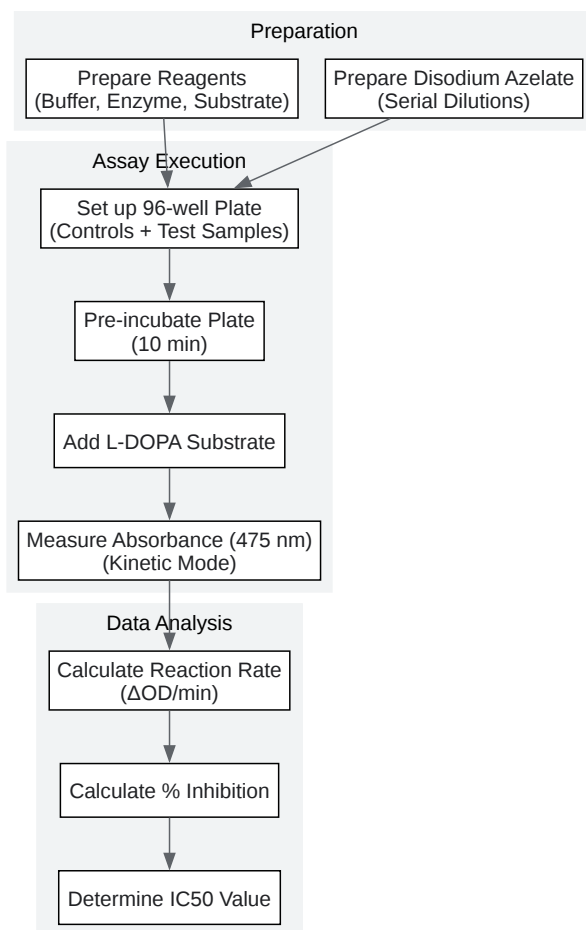 Preparation
Prepare Reagents
(Buffer, Enzyme, Substrate)
Prepare Disodium Azelate
(Serial Dilutions)
Assay Execution
Set up 96-well Plate
(Controls + Test Samples)
Pre-incubate Plate
(10 min)
Add L-DOPA Substrate
Measure Absorbance (475 nm)
(Kinetic Mode)
Data Analysis
Calculate Reaction Rate
(ΔOD/min)
Calculate % Inhibition
Determine IC50 Value